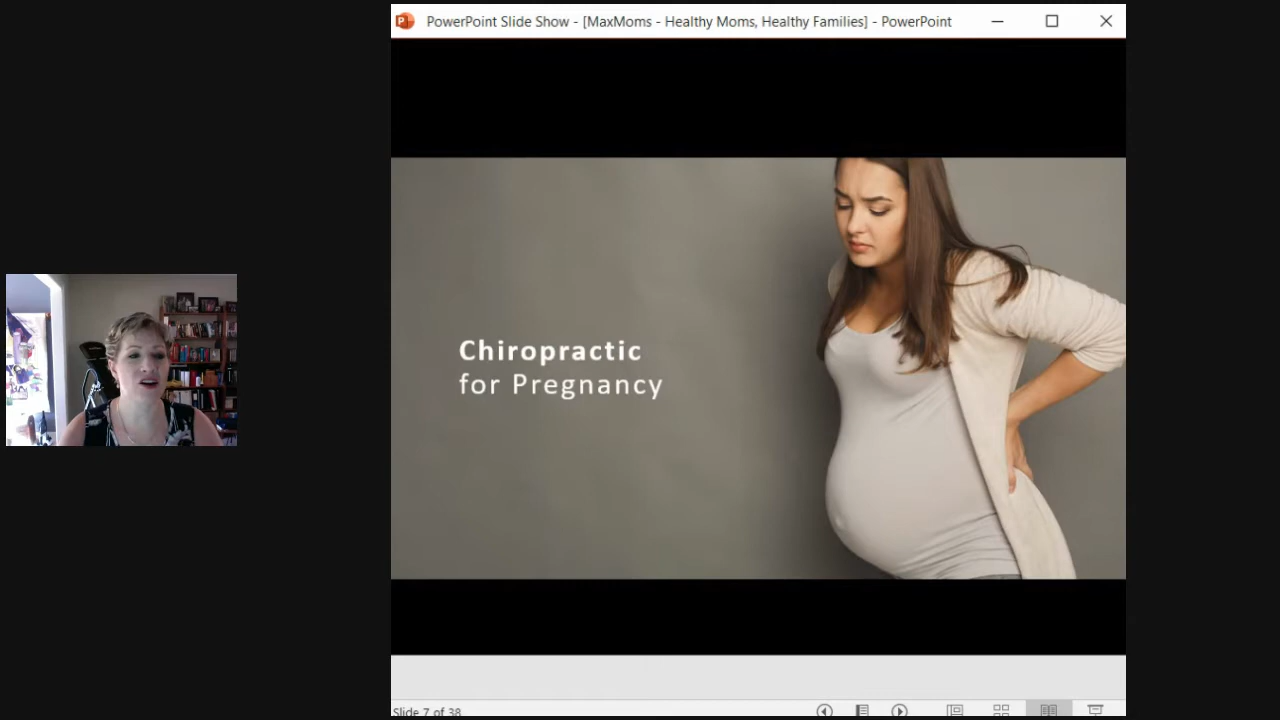 PowerPoint Slide Show - [MaxMoms - Healthy Moms, Healthy Families] - PowerPoint
Chiropractic
for Pregnancy
Slide 7 of 38